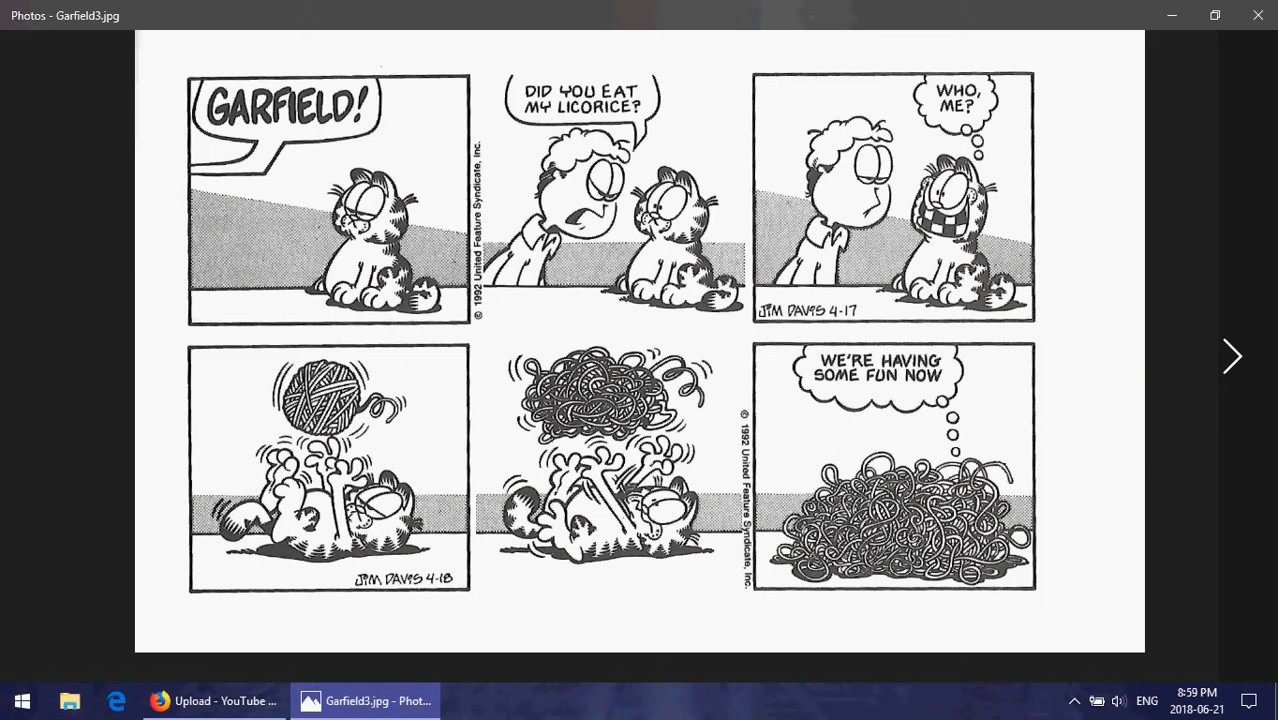 Photos - Garfield3.jpg
GARFIELD!
DID YOU EAT
MY LICORICE?
© 1992 United Feature Syndicate, Inc.
WHO,
ME?
JIM DAVIS 4-17
JIM DAVIS 4-18
© 1992 United Feature Syndicate, Inc.
WE'RE HAVING
SOME FUN NOW
Upload - YouTube ...
Garfield3.jpg - Phot...
ENG
8:59 PM
2018-06-21